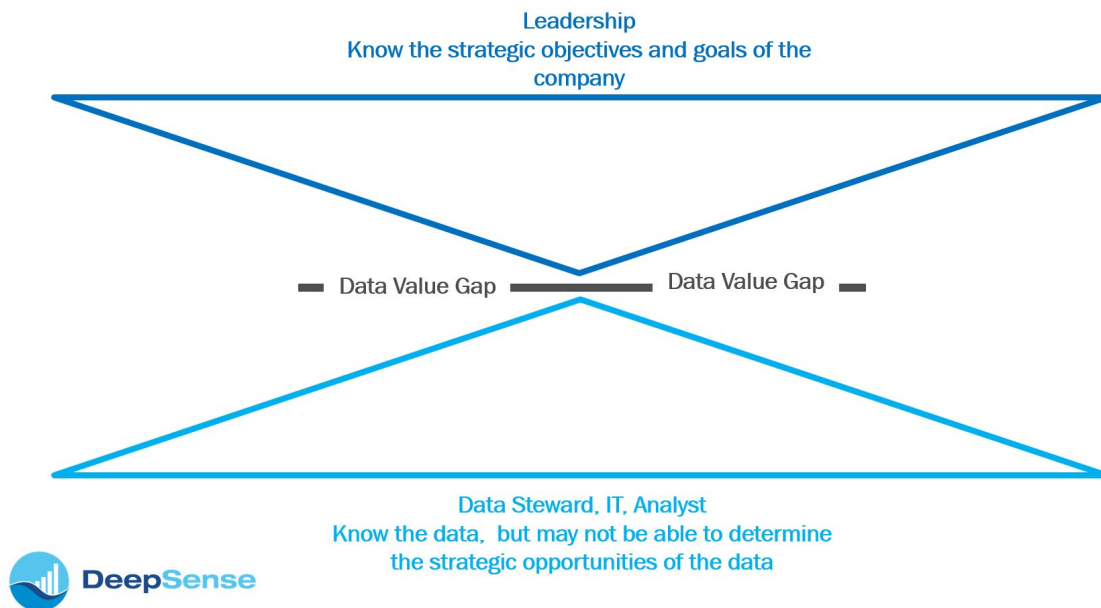 Leadership
Know the strategic objectives and goals of the
company
Data Value Gap
Data Value Gap
Data Steward, IT, Analyst
Know the data,  but may not be able to determine
the strategic opportunities of the data
DeepSense